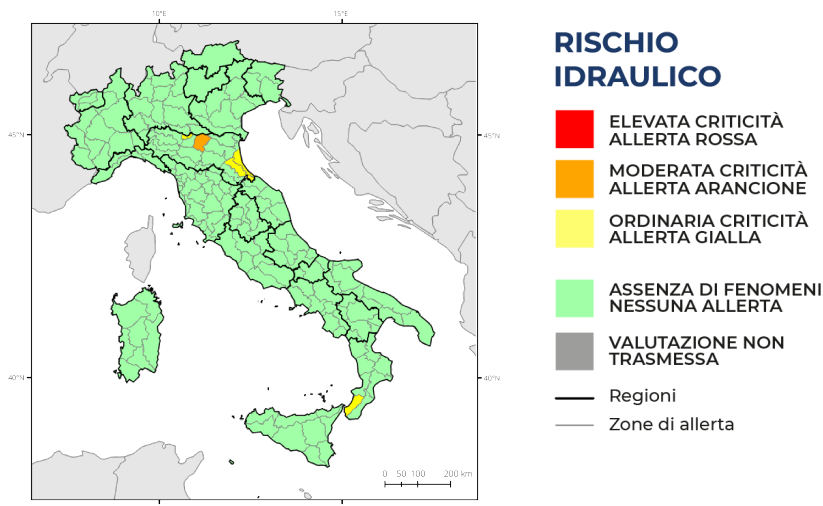 10°E 15°E
RISCHIO
IDRAULICO
ELEVATA CRITICITÀ
ALLERTA ROSSA
45°N 45°N
MODERATA CRITICITÀ
ALLERTA ARANCIONE
ORDINARIA CRITICITÀ
ALLERTA GIALLA
ASSENZA DI FENOMENI
NESSUNA ALLERTA
VALUTAZIONE NON
TRASMESSA
40°N 40°N
Regioni
Zone di allerta
0 50 100 200 km